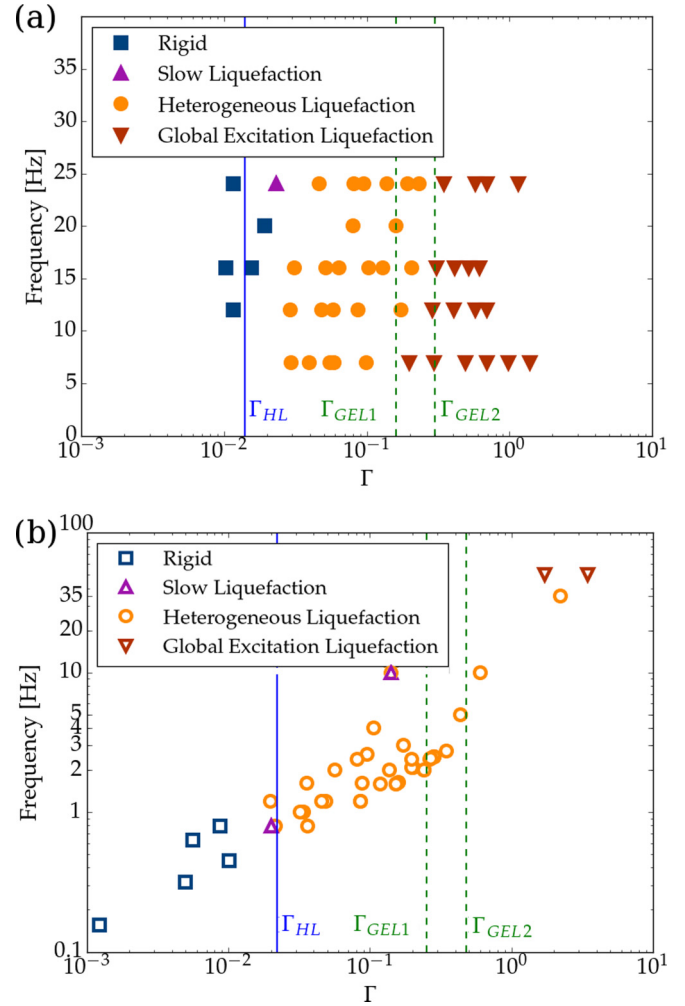 (a)
Rigid
Slow Liquefaction
Heterogeneous Liquefaction
Global Excitation Liquefaction
Frequency [Hz]
35
30
25
20
15
10
5
0
Γ_HL
Γ_GEL1
Γ_GEL2
10^-3
10^-2
10^-1
10^0
10^1
Γ
(b)
Rigid
Slow Liquefaction
Heterogeneous Liquefaction
Global Excitation Liquefaction
Frequency [Hz]
100
35
20
10
5
4
3
2
1
0.1
Γ_HL
Γ_GEL1
Γ_GEL2
10^-3
10^-2
10^-1
10^0
10^1
Γ